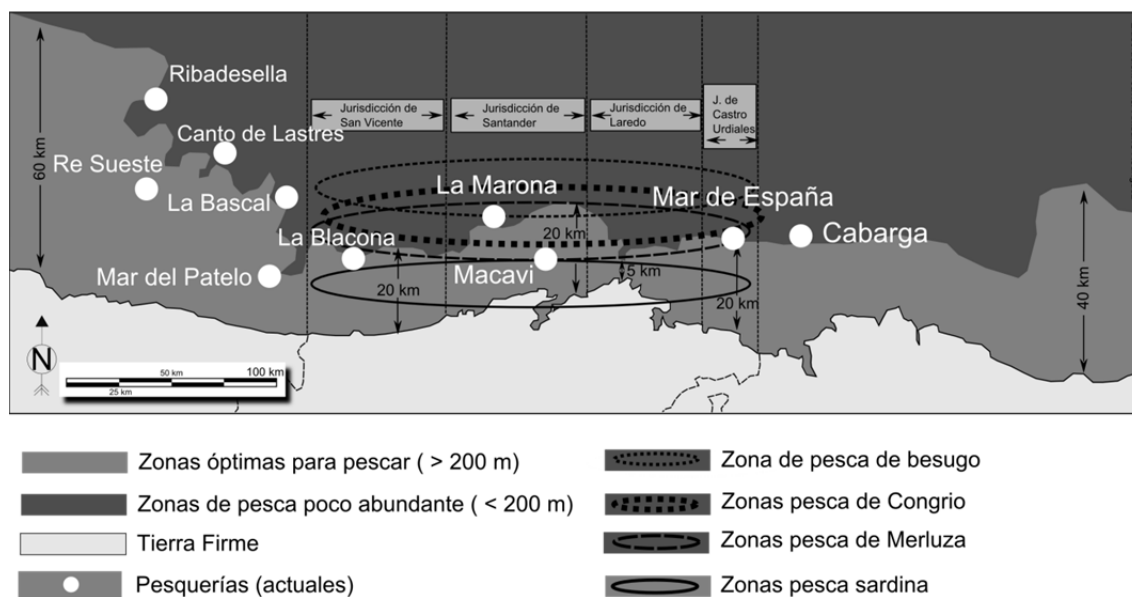 Ribadesella
Canto de Lastres
Re Sueste
La Bascal
La Blacona
Mar del Patelo
60 km
Jurisdicción de
San Vicente
Jurisdicción de
Santander
Jurisdicción de
Laredo
J. de
Castro
Urdiales
La Marona
Mar de España
Cabarga
Macavi
20 km
20 km
5 km
20 km
40 km
N
50 km
100 km
25 km
Zonas óptimas para pescar ( > 200 m)
Zonas de pesca poco abundante ( < 200 m)
Tierra Firme
Pesquerías (actuales)
Zona de pesca de besugo
Zonas pesca de Congrio
Zonas pesca de Merluza
Zonas pesca sardina